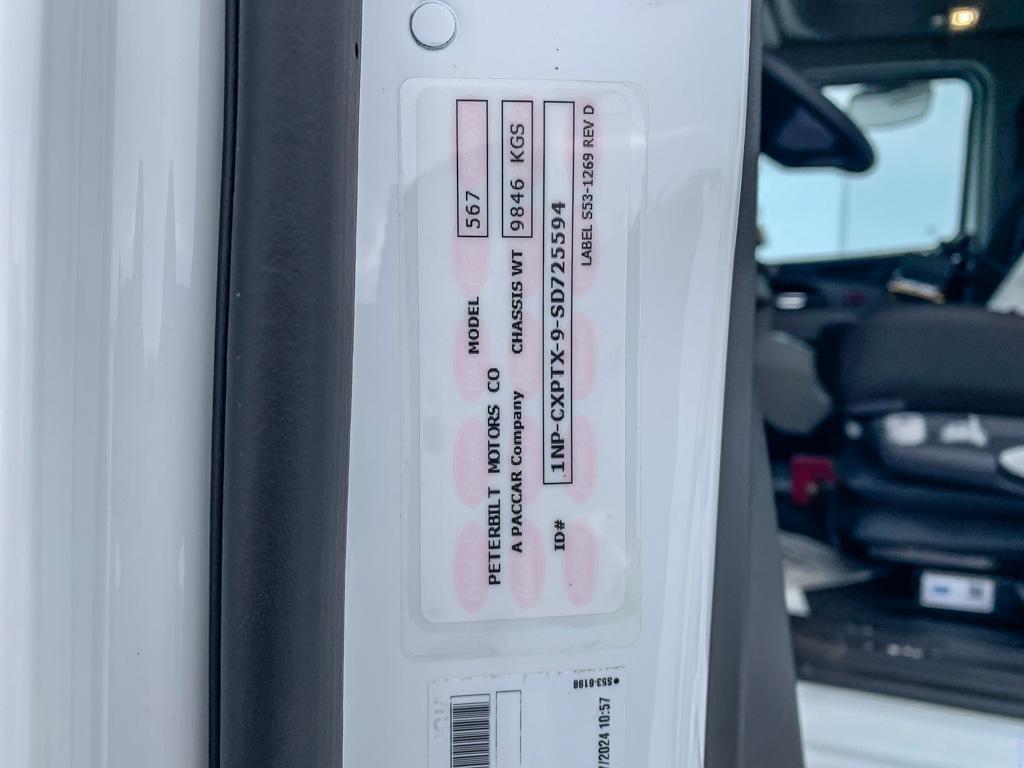 MODEL 567
PETERBILT MOTORS CO
CHASSIS WT 9846 KGS
A PACCAR Company
ID# 1NP-CXPTX-9-SD725594
LABEL S53-1269 REV D
S53-6198
/2024 10:57